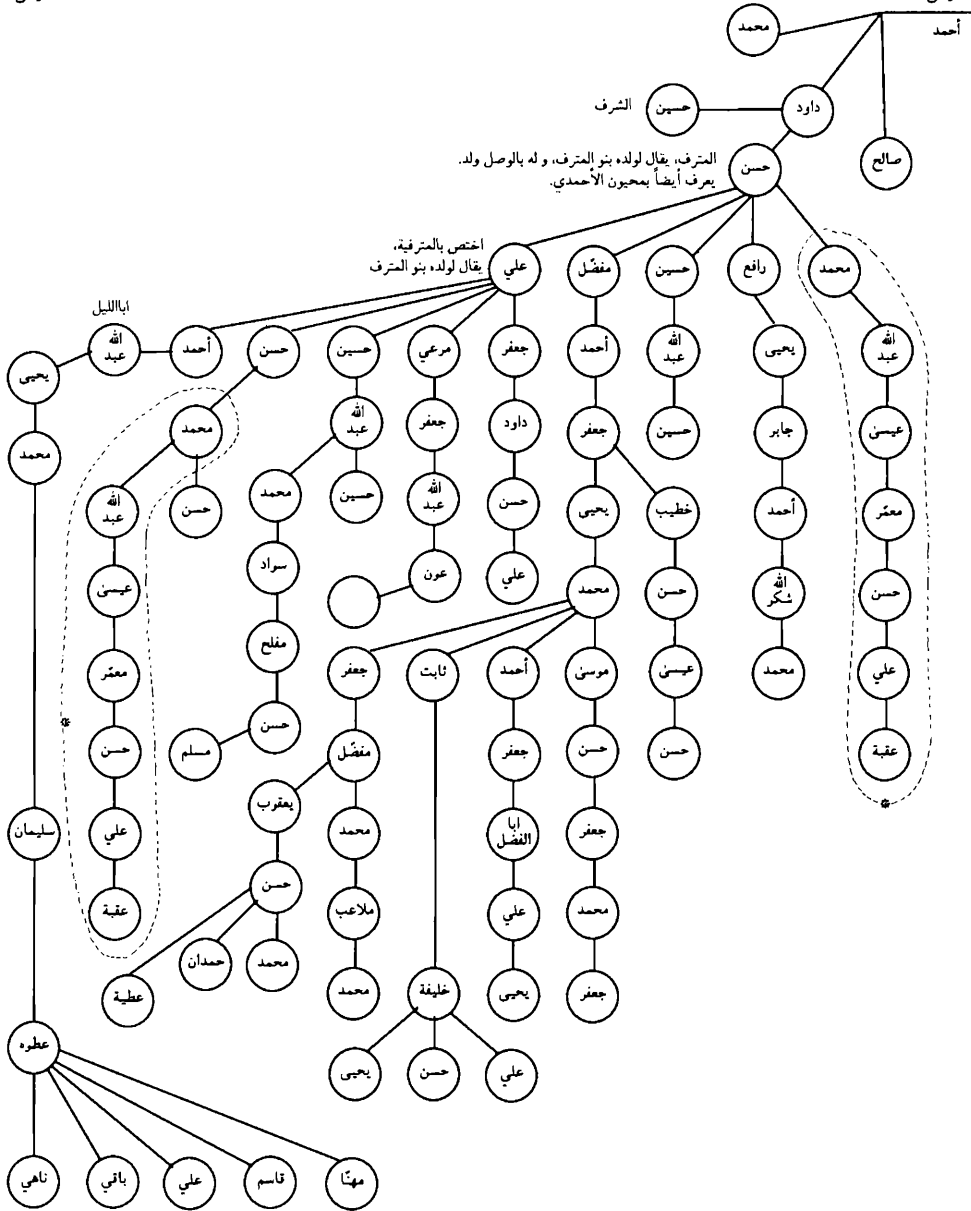 أحمد
محمد
داود
حسين
الشرف
صالح
حسن
المترف، يقال لولده بنو المترف، و له بالوصل ولد.
يعرف أيضاً بمحيون الأحمدي.
محمد
رافع
حسين
مفضّل
علي
اختص بالمترفية،
يقال لولده بنو المترف
الله
عبد
يحيى
الله
عبد
أحمد
جعفر
مرعي
حسين
حسن
أحمد
الله
عبد
اباالليل
يحيى
عيسىٰ
جابر
حسين
جعفر
داود
جعفر
الله
عبد
محمد
محمد
معمّر
أحمد
خطيب
يحيى
حسن
الله
عبد
حسين
محمد
حسن
الله
عبد
حسن
الله
شكر
حسن
محمد
علي
عون
سراد
عيسىٰ
علي
محمد
عيسىٰ
موسىٰ
أحمد
ثابت
جعفر
مفلح
معمّر
عقبة
حسن
حسن
جعفر
مفضّل
حسن
مسلم
حسن
جعفر
ابا
الفضل
محمد
يعقوب
علي
سليمان
محمد
علي
ملاعب
حسن
عقبة
جعفر
يحيى
خليفة
محمد
محمد
حمدان
عطية
علي
حسن
يحيى
عطوه
مهنّا
قاسم
علي
باقي
ناهي